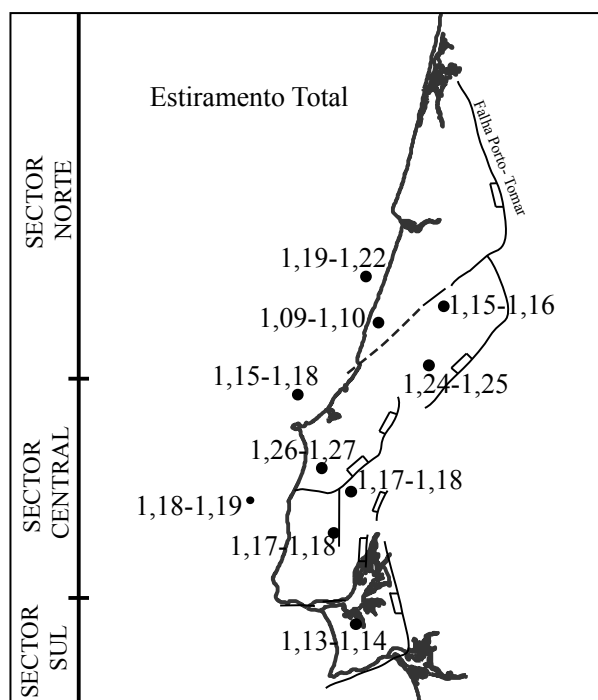 Estiramento Total
Falha Porto-Tomar
SECTOR
NORTE
1,19-1,22
1,15-1,16
1,09-1,10
1,15-1,18
1,24-1,25
SECTOR
CENTRAL
1,26-1,27
1,17-1,18
1,18-1,19
1,17-1,18
SECTOR
SUL
1,13-1,14